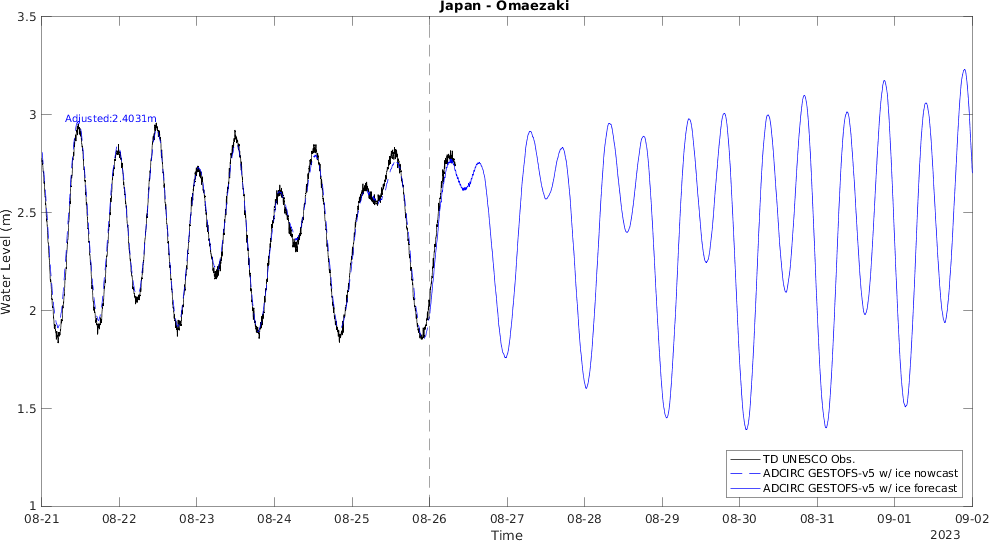 Japan - Omaezaki
3.5
3
2.5
2
1.5
1
Water Level (m)
Adjusted:2.4031m
TD UNESCO Obs.
ADCIRC GESTOFS-v5 w/ ice nowcast
ADCIRC GESTOFS-v5 w/ ice forecast
08-21 08-22 08-23 08-24 08-25 08-26 08-27 08-28 08-29 08-30 08-31 09-01 09-02
Time
2023